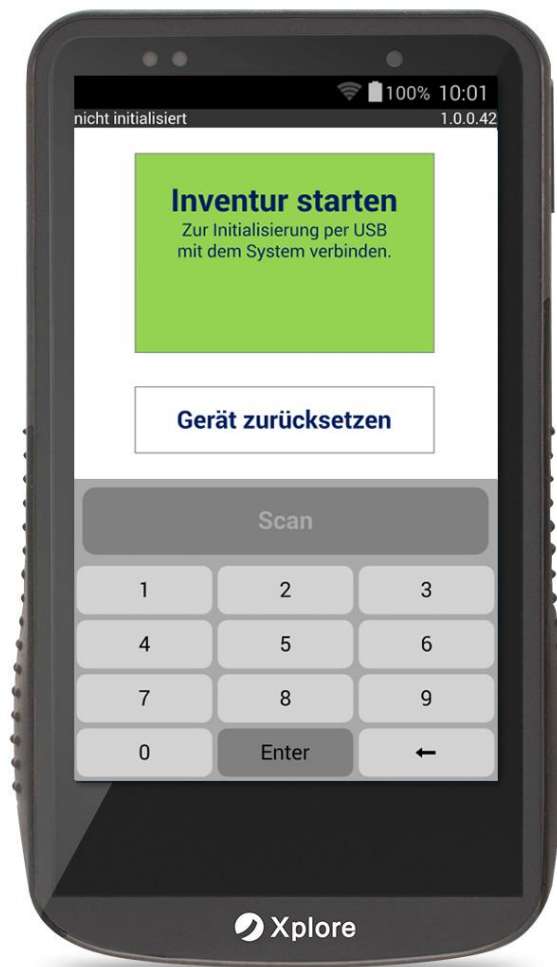 100% 10:01
nicht initialisiert 1.0.0.42
Inventur starten
Zur Initialisierung per USB
mit dem System verbinden.
Gerät zurücksetzen
Scan
1 2 3
4 5 6
7 8 9
0 Enter ←
Xplore